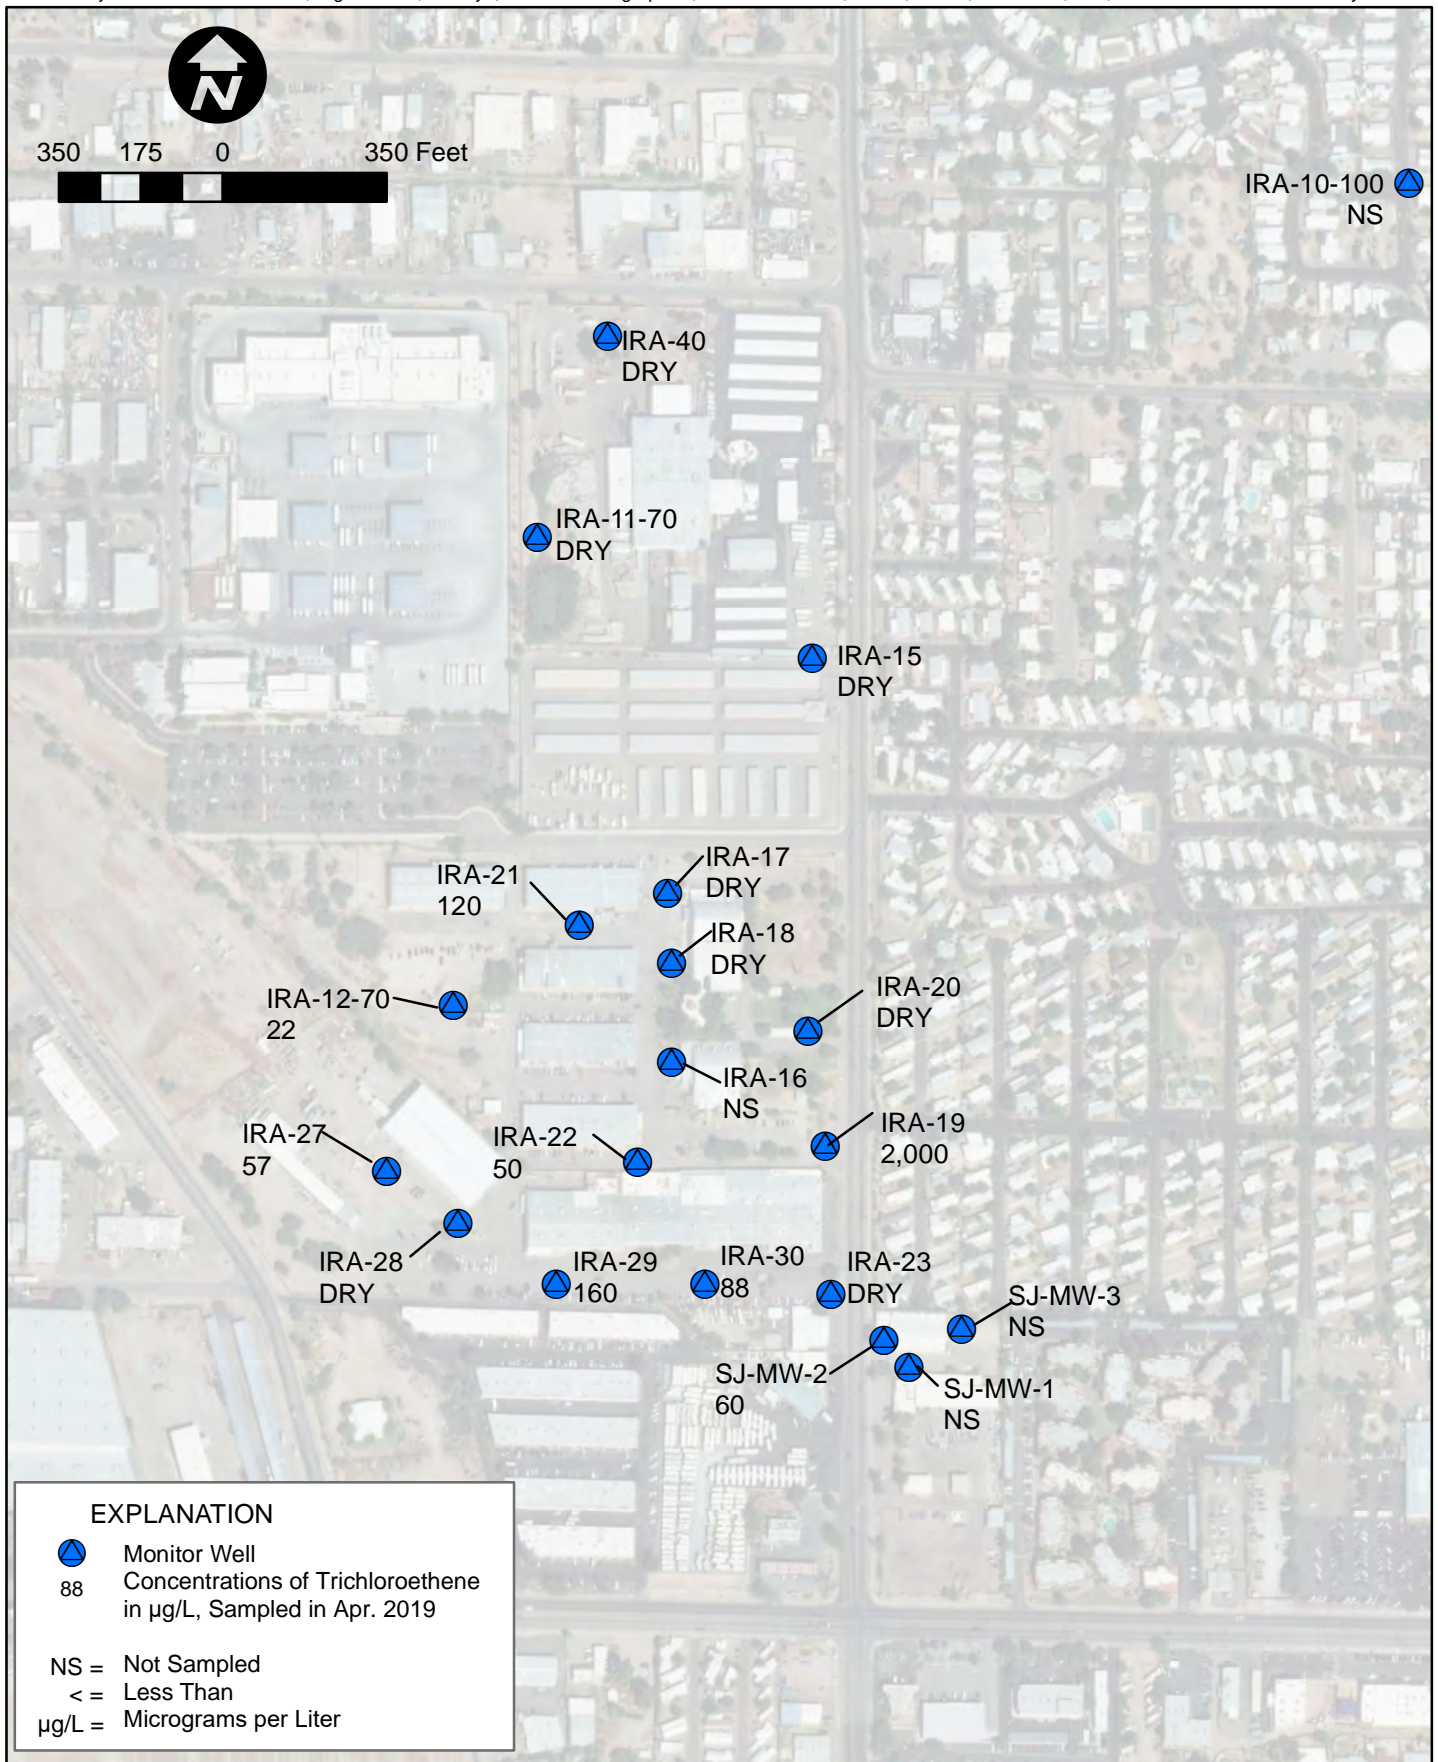 N
350 175 0 350 Feet
IRA-10-100
NS
IRA-40
DRY
IRA-11-70
DRY
IRA-15
DRY
IRA-17
DRY
IRA-21
120
IRA-18
DRY
IRA-12-70
22
IRA-20
DRY
IRA-16
NS
IRA-19
2,000
IRA-27
57
IRA-22
50
IRA-28
DRY
IRA-29
160
IRA-30
88
IRA-23
DRY
SJ-MW-3
NS
SJ-MW-2
60
SJ-MW-1
NS
EXPLANATION
Monitor Well
88 Concentrations of Trichloroethene
in µg/L, Sampled in Apr. 2019
NS = Not Sampled
< = Less Than
µg/L = Micrograms per Liter